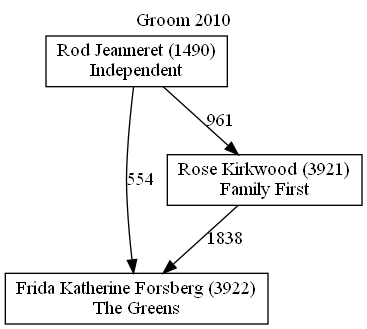 Groom 2010
Rod Jeanneret (1490)
Independent
961
Rose Kirkwood (3921)
Family First
554
1838
Frida Katherine Forsberg (3922)
The Greens